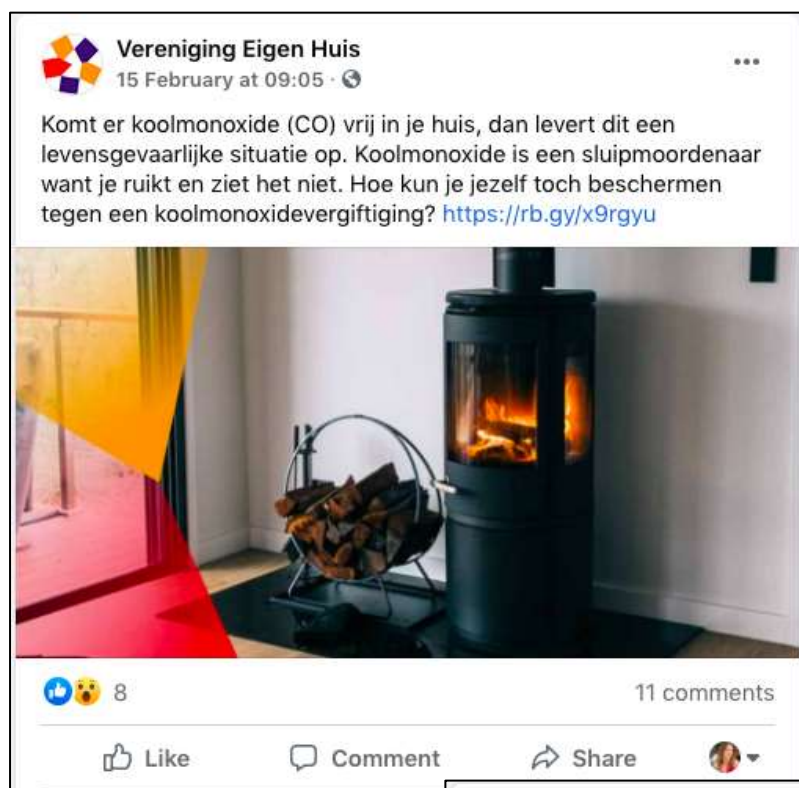 Vereniging Eigen Huis
15 February at 09:05 ·
Komt er koolmonoxide (CO) vrij in je huis, dan levert dit een
levensgevaarlijke situatie op. Koolmonoxide is een sluipmoordenaar
want je ruikt en ziet het niet. Hoe kun je jezelf toch beschermen
tegen een koolmonoxidevergiftiging? https://rb.gy/x9rgyu
8 11 comments
Like Comment Share